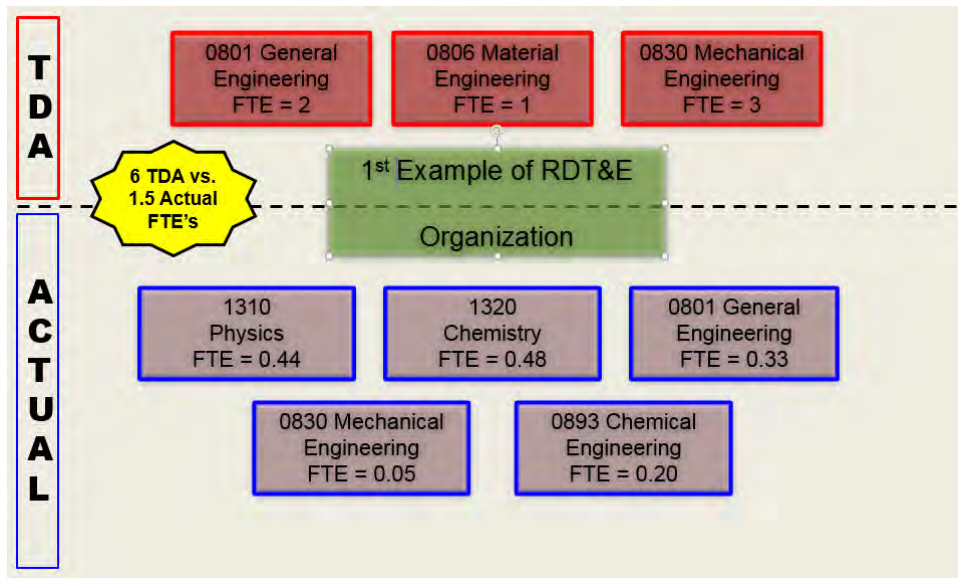 TDA
0801 General
Engineering
FTE = 2
0806 Material
Engineering
FTE = 1
0830 Mechanical
Engineering
FTE = 3
6 TDA vs.
1.5 Actual
FTE's
1st Example of RDT&E
Organization
ACTUAL
1310
Physics
FTE = 0.44
1320
Chemistry
FTE = 0.48
0801 General
Engineering
FTE = 0.33
0830 Mechanical
Engineering
FTE = 0.05
0893 Chemical
Engineering
FTE = 0.20